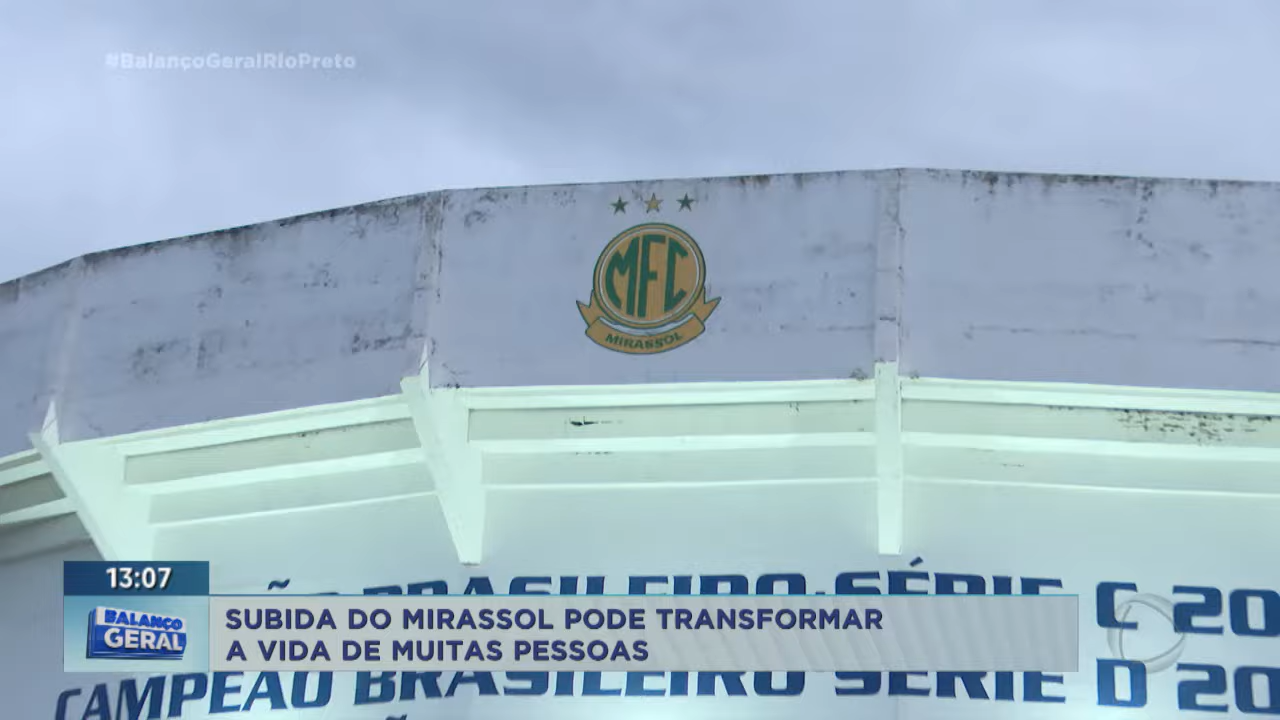 #BalançoGeralRioPreto
MFC
MIRASSOL
BRASILEIRO SÉRIE C 20
13:07
BALANÇO
GERAL
SUBIDA DO MIRASSOL PODE TRANSFORMAR
A VIDA DE MUITAS PESSOAS
CAMPEÃO BRASILEIRO SÉRIE D 20